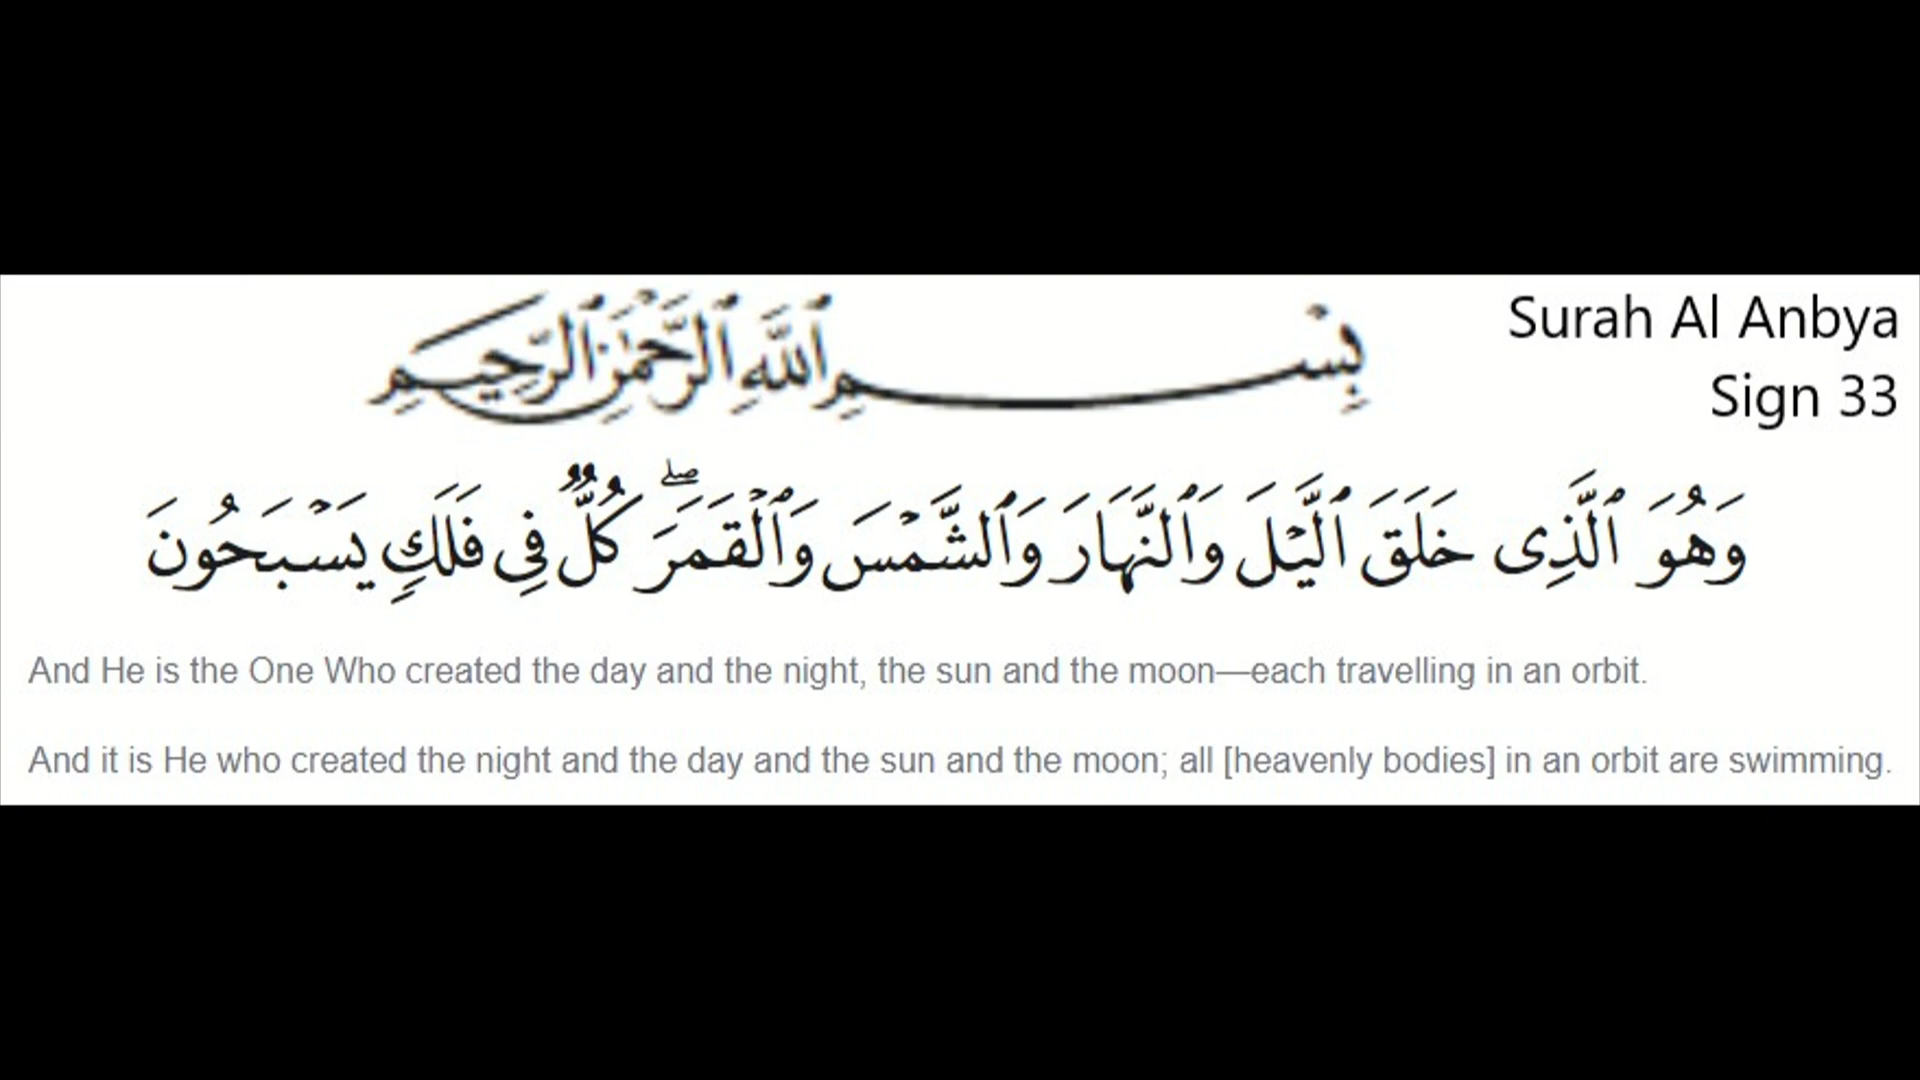 بِسْمِ ٱللَّهِ ٱلرَّحْمَٰنِ ٱلرَّحِيمِ
Surah Al Anbya
Sign 33
وَهُوَ ٱلَّذِى خَلَقَ ٱلَّيْلَ وَٱلنَّهَارَ وَٱلشَّمْسَ وَٱلْقَمَرَ ۖ كُلٌّ فِى فَلَكٍ يَسْبَحُونَ
And He is the One Who created the day and the night, the sun and the moon—each travelling in an orbit.
And it is He who created the night and the day and the sun and the moon; all [heavenly bodies] in an orbit are swimming.